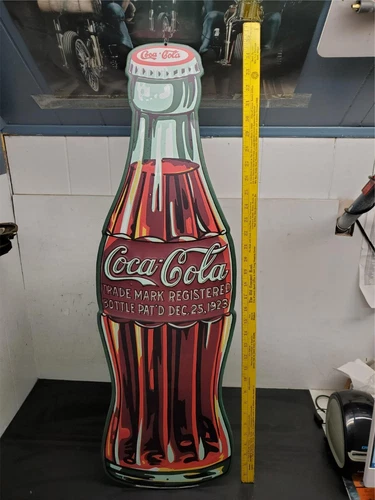 Coca-Cola
Coca-Cola
TRADE MARK REGISTERED
BOTTLE PAT'D DEC. 25, 1923